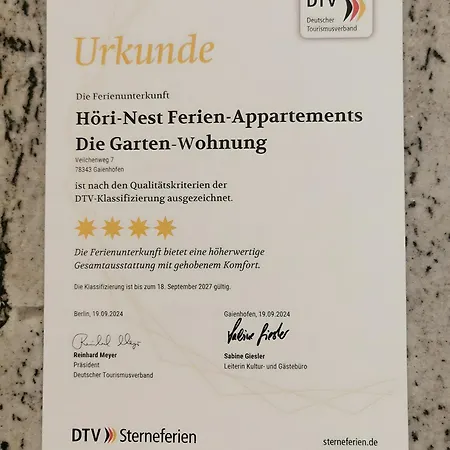 DTV
Deutscher
Tourismusverband
Urkunde
Die Ferienunterkunft
Höri-Nest Ferien-Appartements
Die Garten-Wohnung
Veilchenweg 7
78343 Gaienhofen
ist nach den Qualitätskriterien der
DTV-Klassifizierung ausgezeichnet.
Die Ferienunterkunft bietet eine höherwertige
Gesamtausstattung mit gehobenem Komfort.
Die Klassifizierung ist bis zum 18. September 2027 gültig.
Berlin, 19.09.2024
Gaienhofen, 19.09.2024
Sabine Giesler
Reinhard Meyer
Präsident
Deutscher Tourismusverband
Sabine Giesler
Leiterin Kultur- und Gästebüro
DTV Sterneferien
sterneferien.de